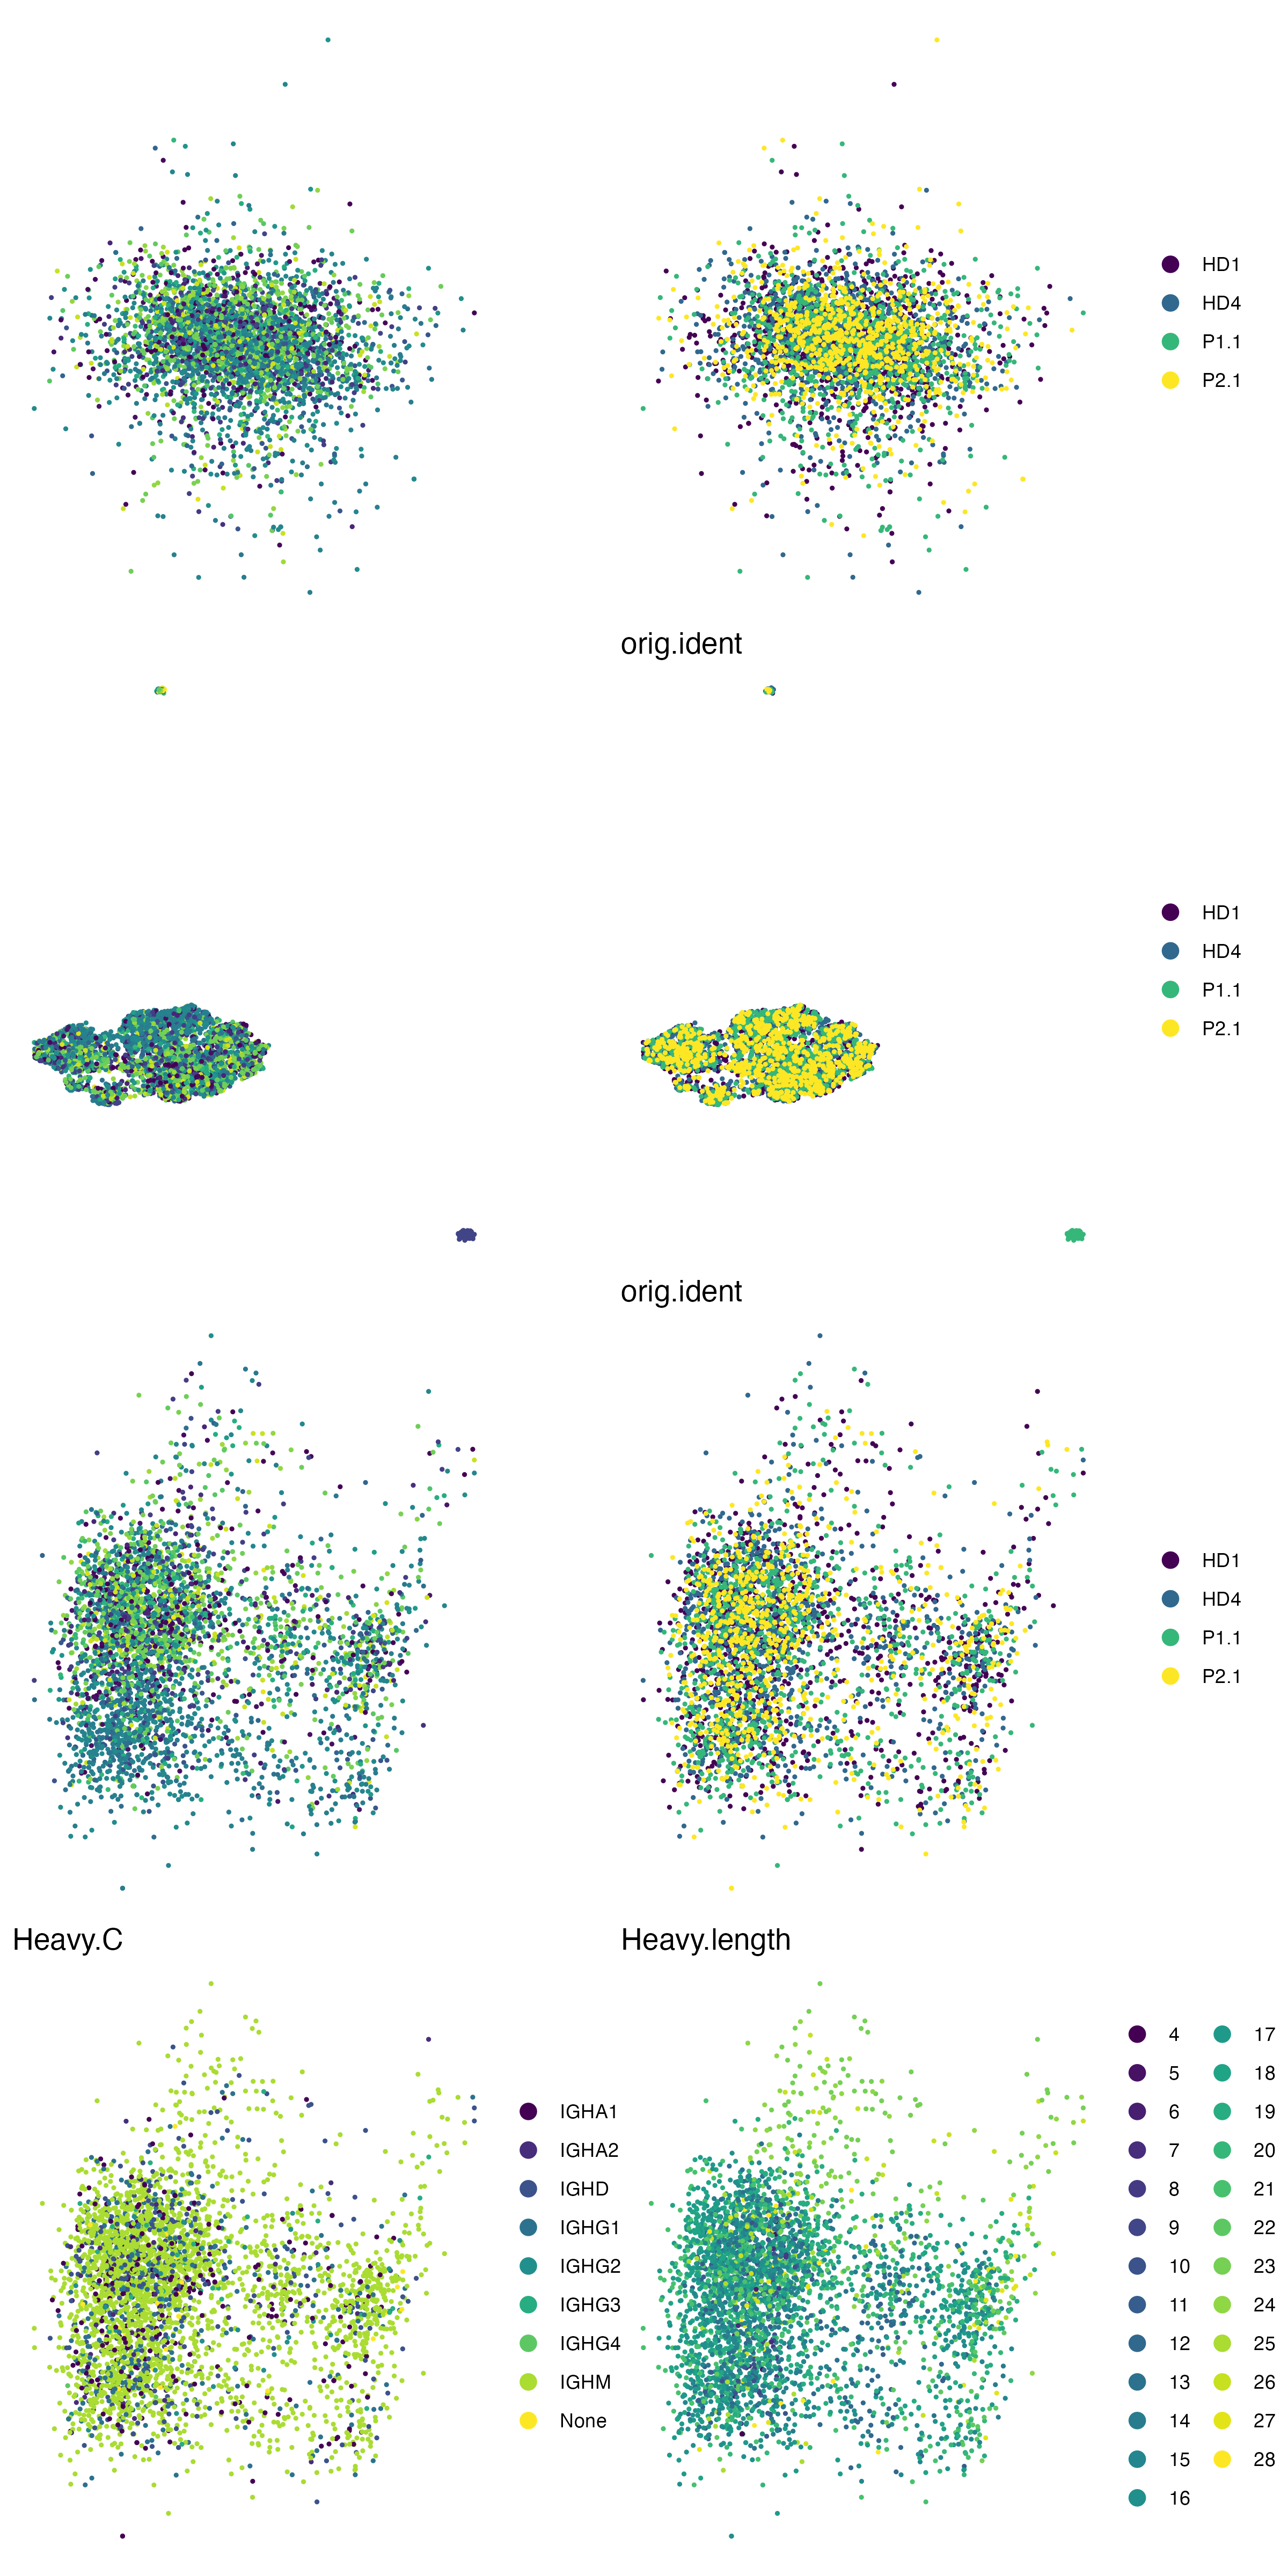 HD1
HD4
P1.1
P2.1
orig.ident
HD1
HD4
P1.1
P2.1
orig.ident
HD1
HD4
P1.1
P2.1
Heavy.C
Heavy.length
IGHA1
IGHA2
IGHD
IGHG1
IGHG2
IGHG3
IGHG4
IGHM
None
4 17
5 18
6 19
7 20
8 21
9 22
10 23
11 24
12 25
13 26
14 27
15 28
16